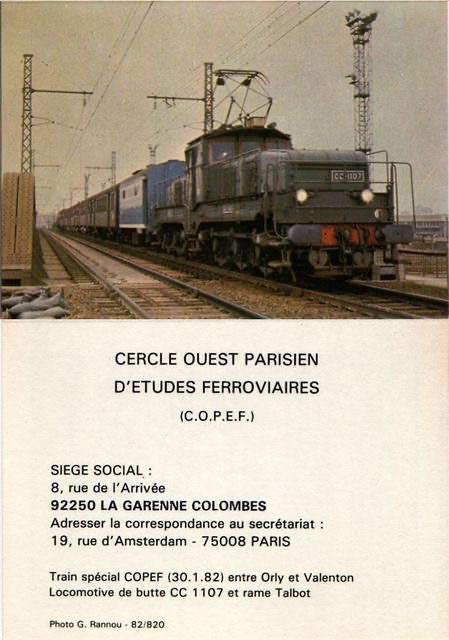 CC-1107
CERCLE OUEST PARISIEN
D'ETUDES FERROVIAIRES
(C.O.P.E.F.)
SIEGE SOCIAL :
8, rue de l'Arrivée
92250 LA GARENNE COLOMBES
Adresser la correspondance au secrétariat :
19, rue d'Amsterdam - 75008 PARIS
Train spécial COPEF (30.1.82) entre Orly et Valenton
Locomotive de butte CC 1107 et rame Talbot
Photo G. Rannou - 82/820